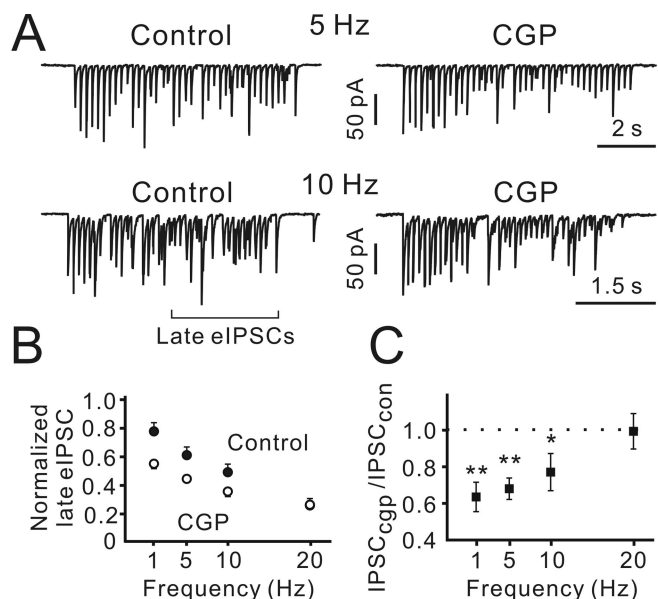 A
Control 5 Hz CGP
50 pA
2 s
Control 10 Hz CGP
50 pA
1.5 s
Late eIPSCs
B
Normalized
late eIPSC
1.0
0.8
0.6
0.4
0.2
0
Control
CGP
1 5 10 20
Frequency (Hz)
C
IPSCcgp/IPSCcon
1.0
0.8
0.6
0.4
** ** *
1 5 10 20
Frequency (Hz)